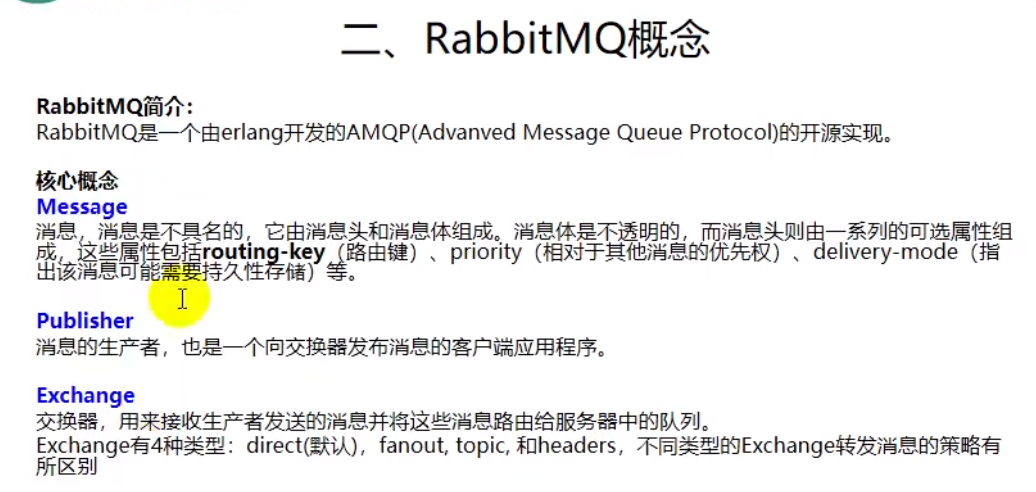 二、RabbitMQ概念
RabbitMQ简介：
RabbitMQ是一个由erlang开发的AMQP(Advanved Message Queue Protocol)的开源实现。
核心概念
Message
消息，消息是不具名的，它由消息头和消息体组成。消息体是不透明的，而消息头则由一系列的可选属性组
成，这些属性包括routing-key（路由键）、priority（相对于其他消息的优先权）、delivery-mode（指
出该消息可能需要持久性存储）等。
Publisher
消息的生产者，也是一个向交换器发布消息的客户端应用程序。
Exchange
交换器，用来接收生产者发送的消息并将这些消息路由给服务器中的队列。
Exchange有4种类型：direct(默认)，fanout, topic, 和headers，不同类型的Exchange转发消息的策略有
所区别